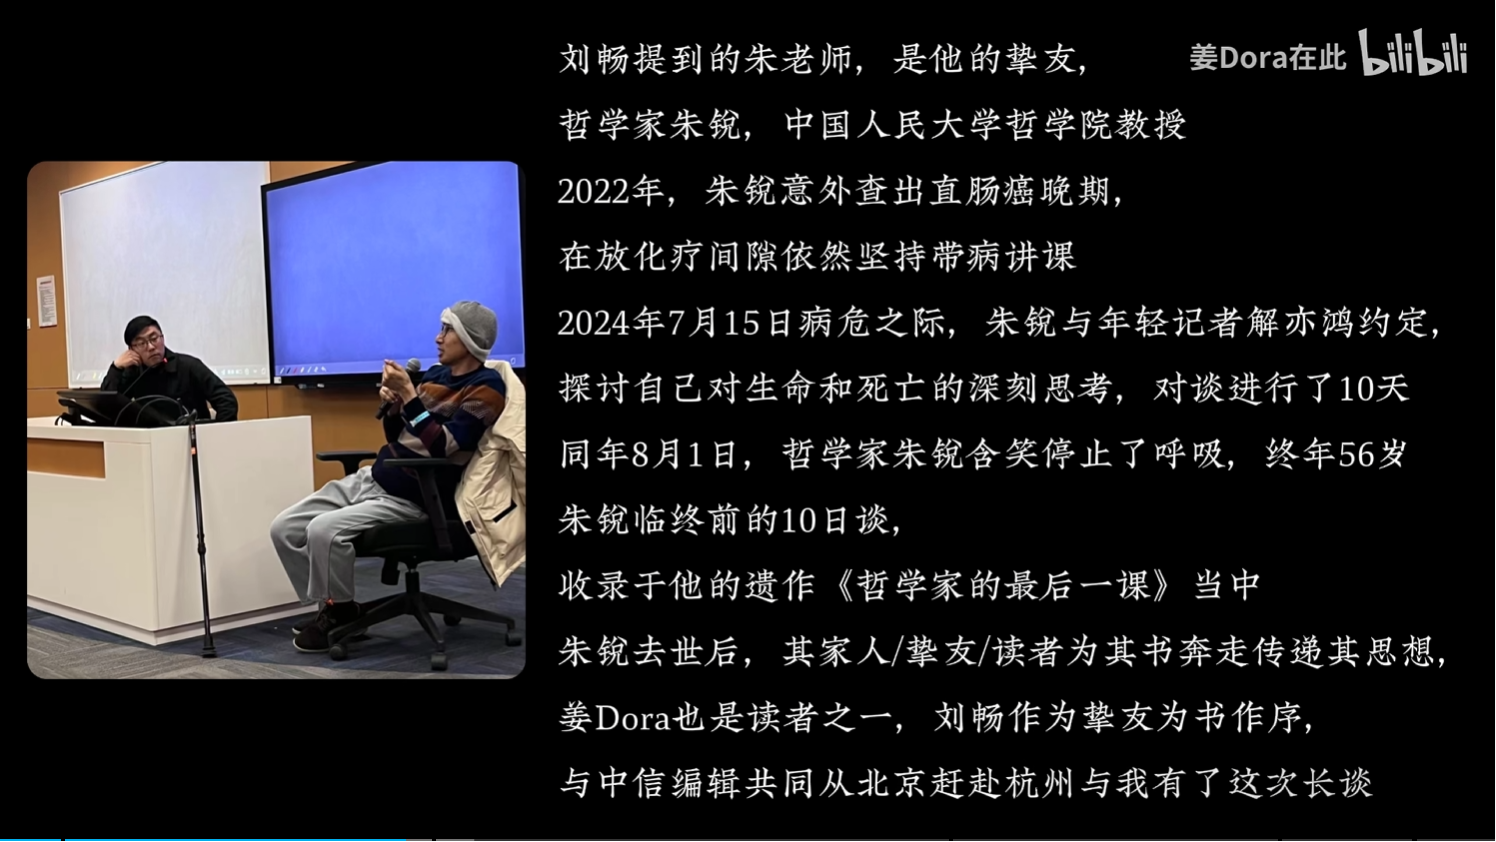 姜Dora在此 bilibili
刘畅提到的朱老师，是他的挚友，
哲学家朱锐，中国人民大学哲学院教授
2022年，朱锐意外查出直肠癌晚期，
在放化疗间隙依然坚持带病讲课
2024年7月15日病危之际，朱锐与年轻记者解亦鸿约定，
探讨自己对生命和死亡的深刻思考，对谈进行了10天
同年8月1日，哲学家朱锐含笑停止了呼吸，终年56岁
朱锐临终前的10日谈，
收录于他的遗作《哲学家的最后一课》当中
朱锐去世后，其家人/挚友/读者为其书奔走传递其思想，
姜Dora也是读者之一，刘畅作为挚友为书作序，
与中信编辑共同从北京赶赴杭州与我有了这次长谈